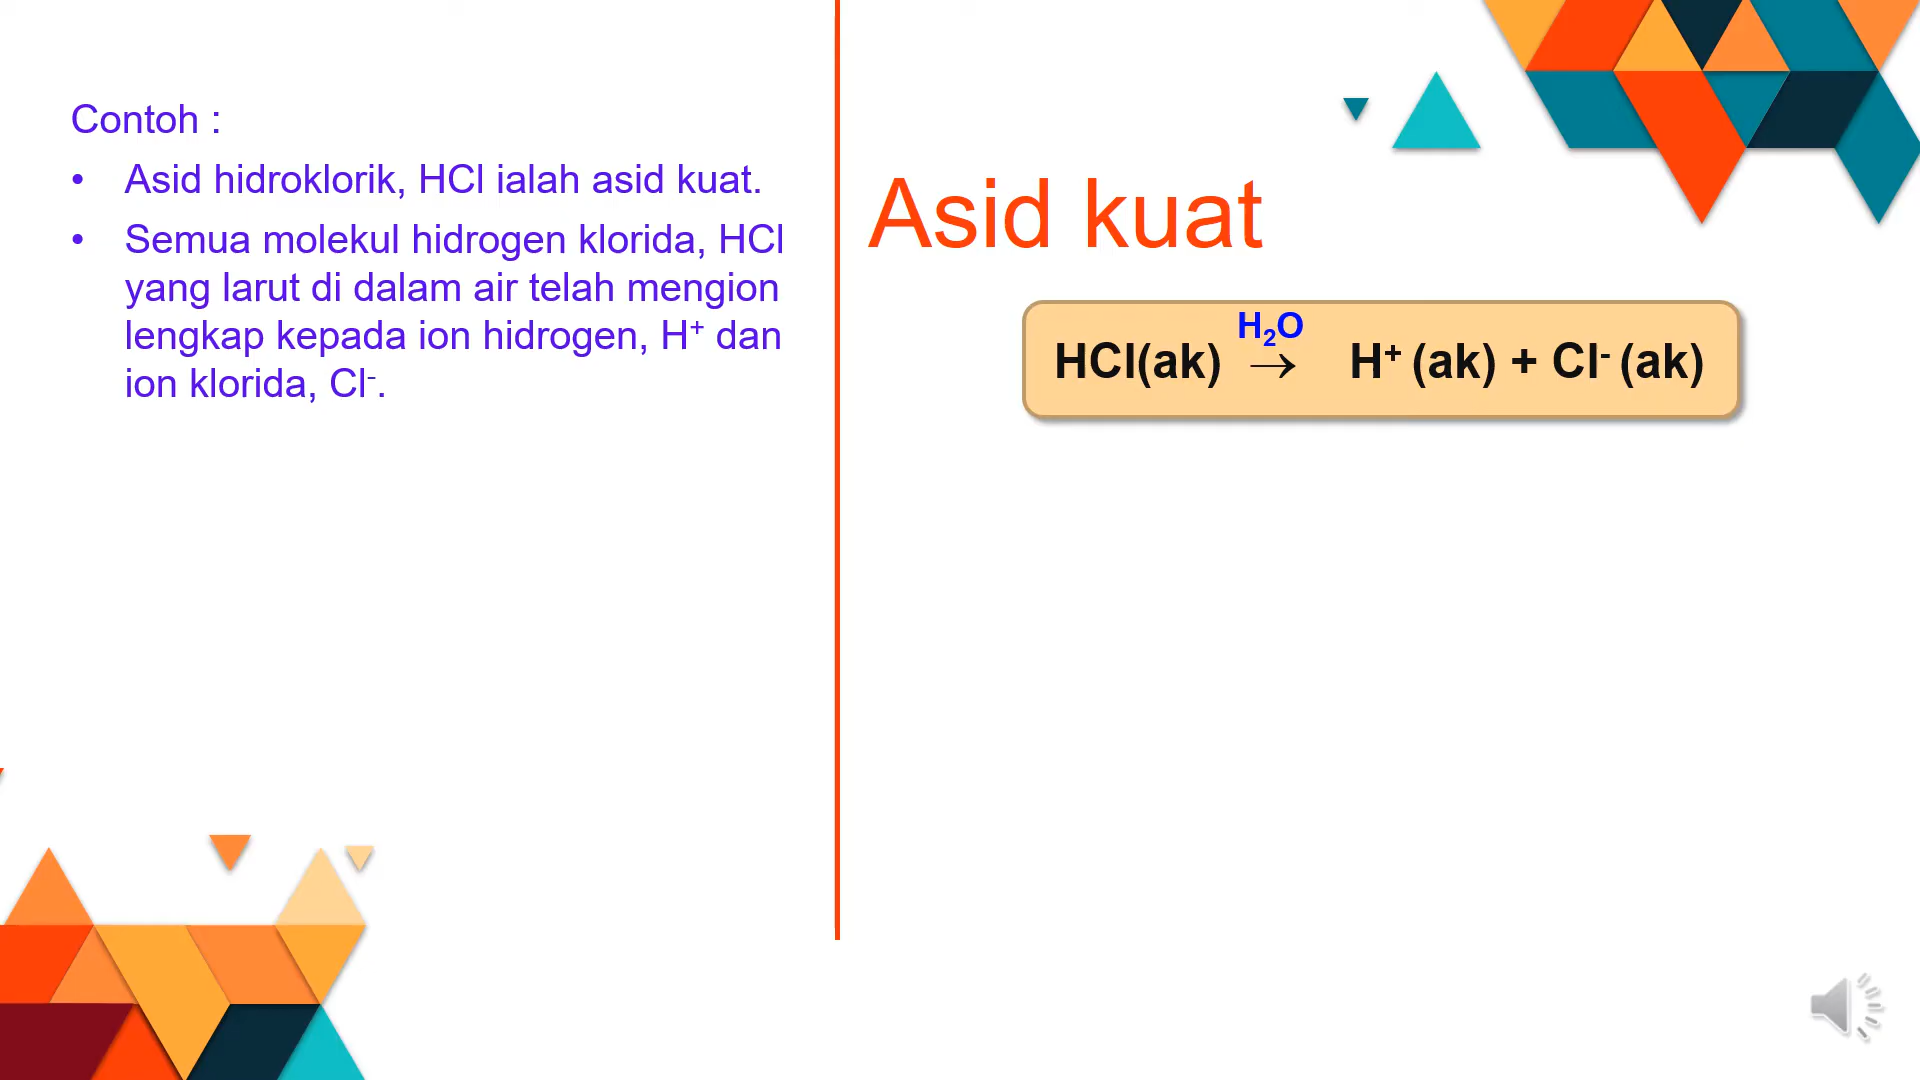 Contoh :
• Asid hidroklorik, HCl ialah asid kuat.
• Semua molekul hidrogen klorida, HCl
yang larut di dalam air telah mengion
lengkap kepada ion hidrogen, H⁺ dan
ion klorida, Cl⁻.
Asid kuat
H₂O
HCl(ak) → H⁺ (ak) + Cl⁻ (ak)